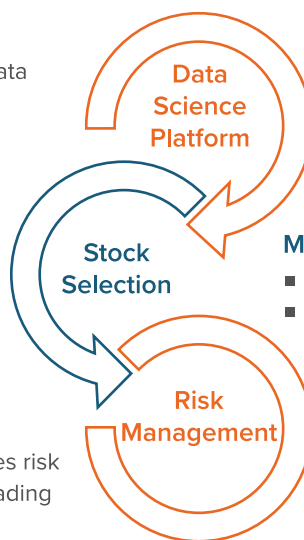 ata
Data
Science
Platform
M
Stock
Selection
Risk
Management
es risk
ading